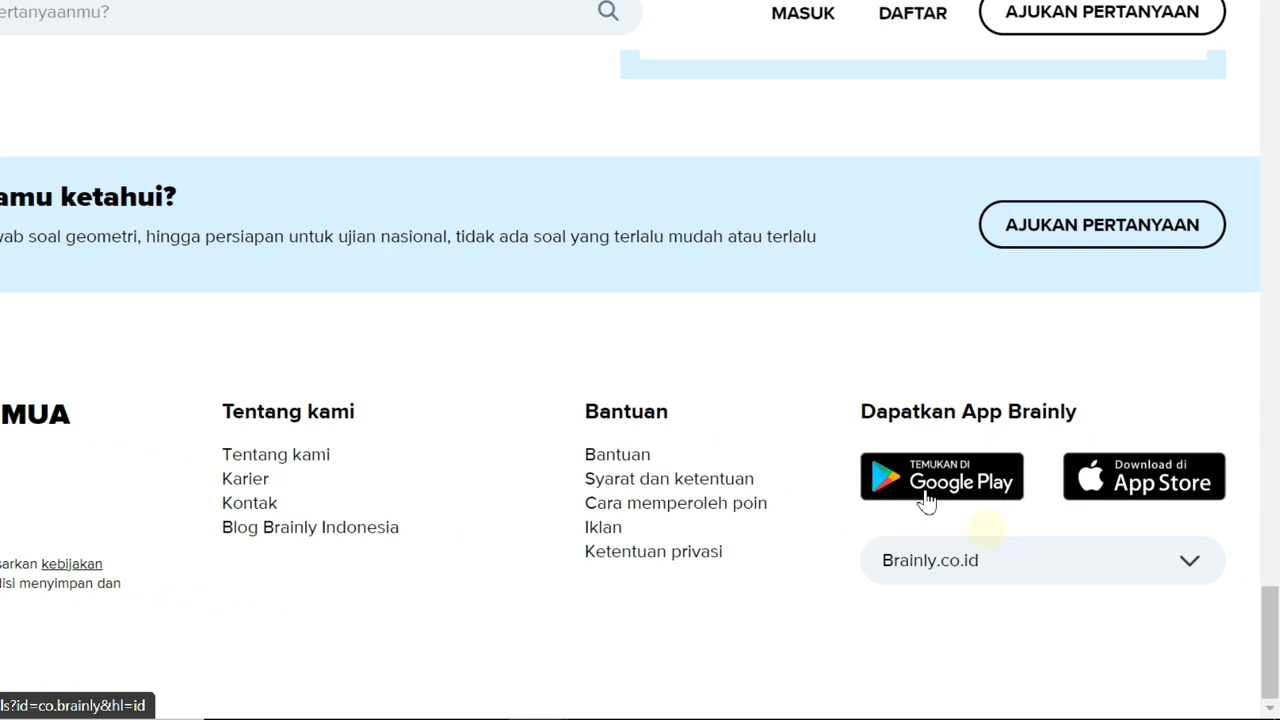 ertanyaanmu?
MASUK
DAFTAR
AJUKAN PERTANYAAN
amu ketahui?
wab soal geometri, hingga persiapan untuk ujian nasional, tidak ada soal yang terlalu mudah atau terlalu
AJUKAN PERTANYAAN
MUA
sarkan kebijakan
disi menyimpan dan
Tentang kami
Tentang kami
Karier
Kontak
Blog Brainly Indonesia
Bantuan
Bantuan
Syarat dan ketentuan
Cara memperoleh poin
Iklan
Ketentuan privasi
Dapatkan App Brainly
TEMUKAN DI
Google Play
Download di
App Store
Brainly.co.id
ls?id=co.brainly&hl=id